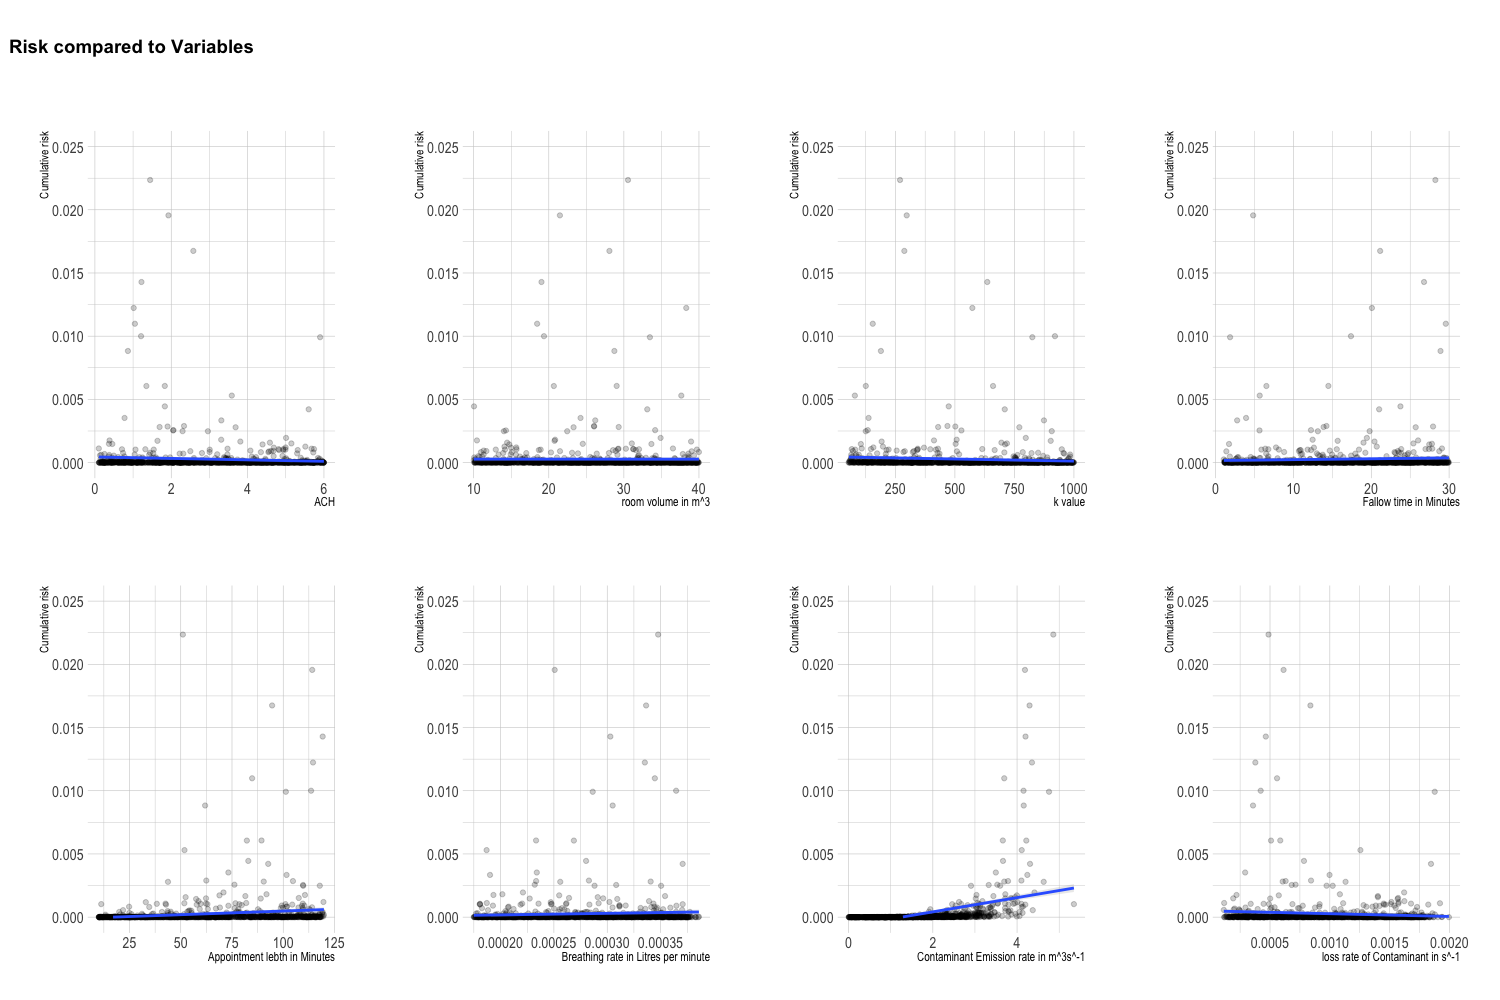 Risk compared to Variables
Cumulative risk
0.025
0.020
0.015
0.010
0.005
0.000
0 2 4 6
ACH
Cumulative risk
0.025
0.020
0.015
0.010
0.005
0.000
10 20 30 40
room volume in m^3
Cumulative risk
0.025
0.020
0.015
0.010
0.005
0.000
250 500 750 1000
k value
Cumulative risk
0.025
0.020
0.015
0.010
0.005
0.000
0 10 20 30
Fallow time in Minutes
Cumulative risk
0.025
0.020
0.015
0.010
0.005
0.000
25 50 75 100 125
Appointment lebth in Minutes
Cumulative risk
0.025
0.020
0.015
0.010
0.005
0.000
0.00020 0.00025 0.00030 0.00035
Breathing rate in Litres per minute
Cumulative risk
0.025
0.020
0.015
0.010
0.005
0.000
0 2 4
Contaminant Emission rate in m^3s^-1
Cumulative risk
0.025
0.020
0.015
0.010
0.005
0.000
0.0005 0.0010 0.0015 0.0020
loss rate of Contaminant in s^-1